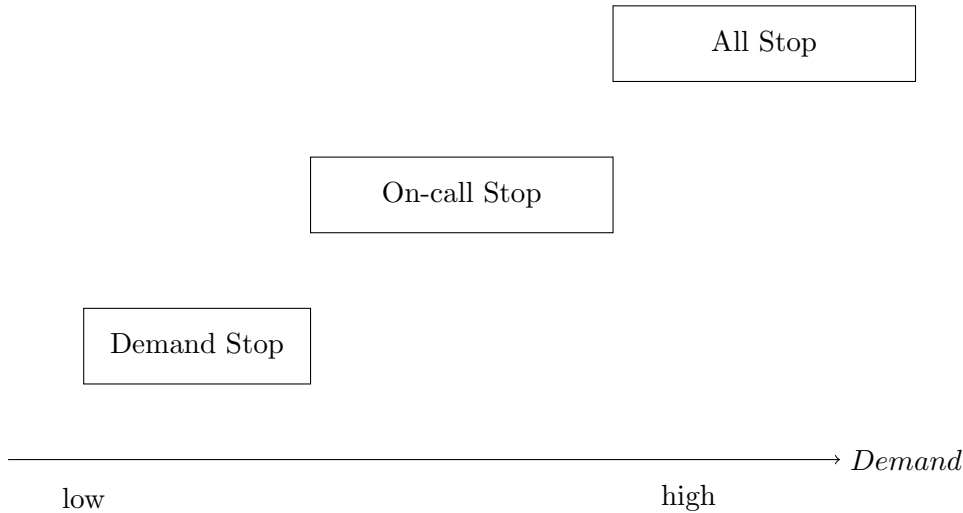 All Stop
On-call Stop
Demand Stop
Demand
low
high